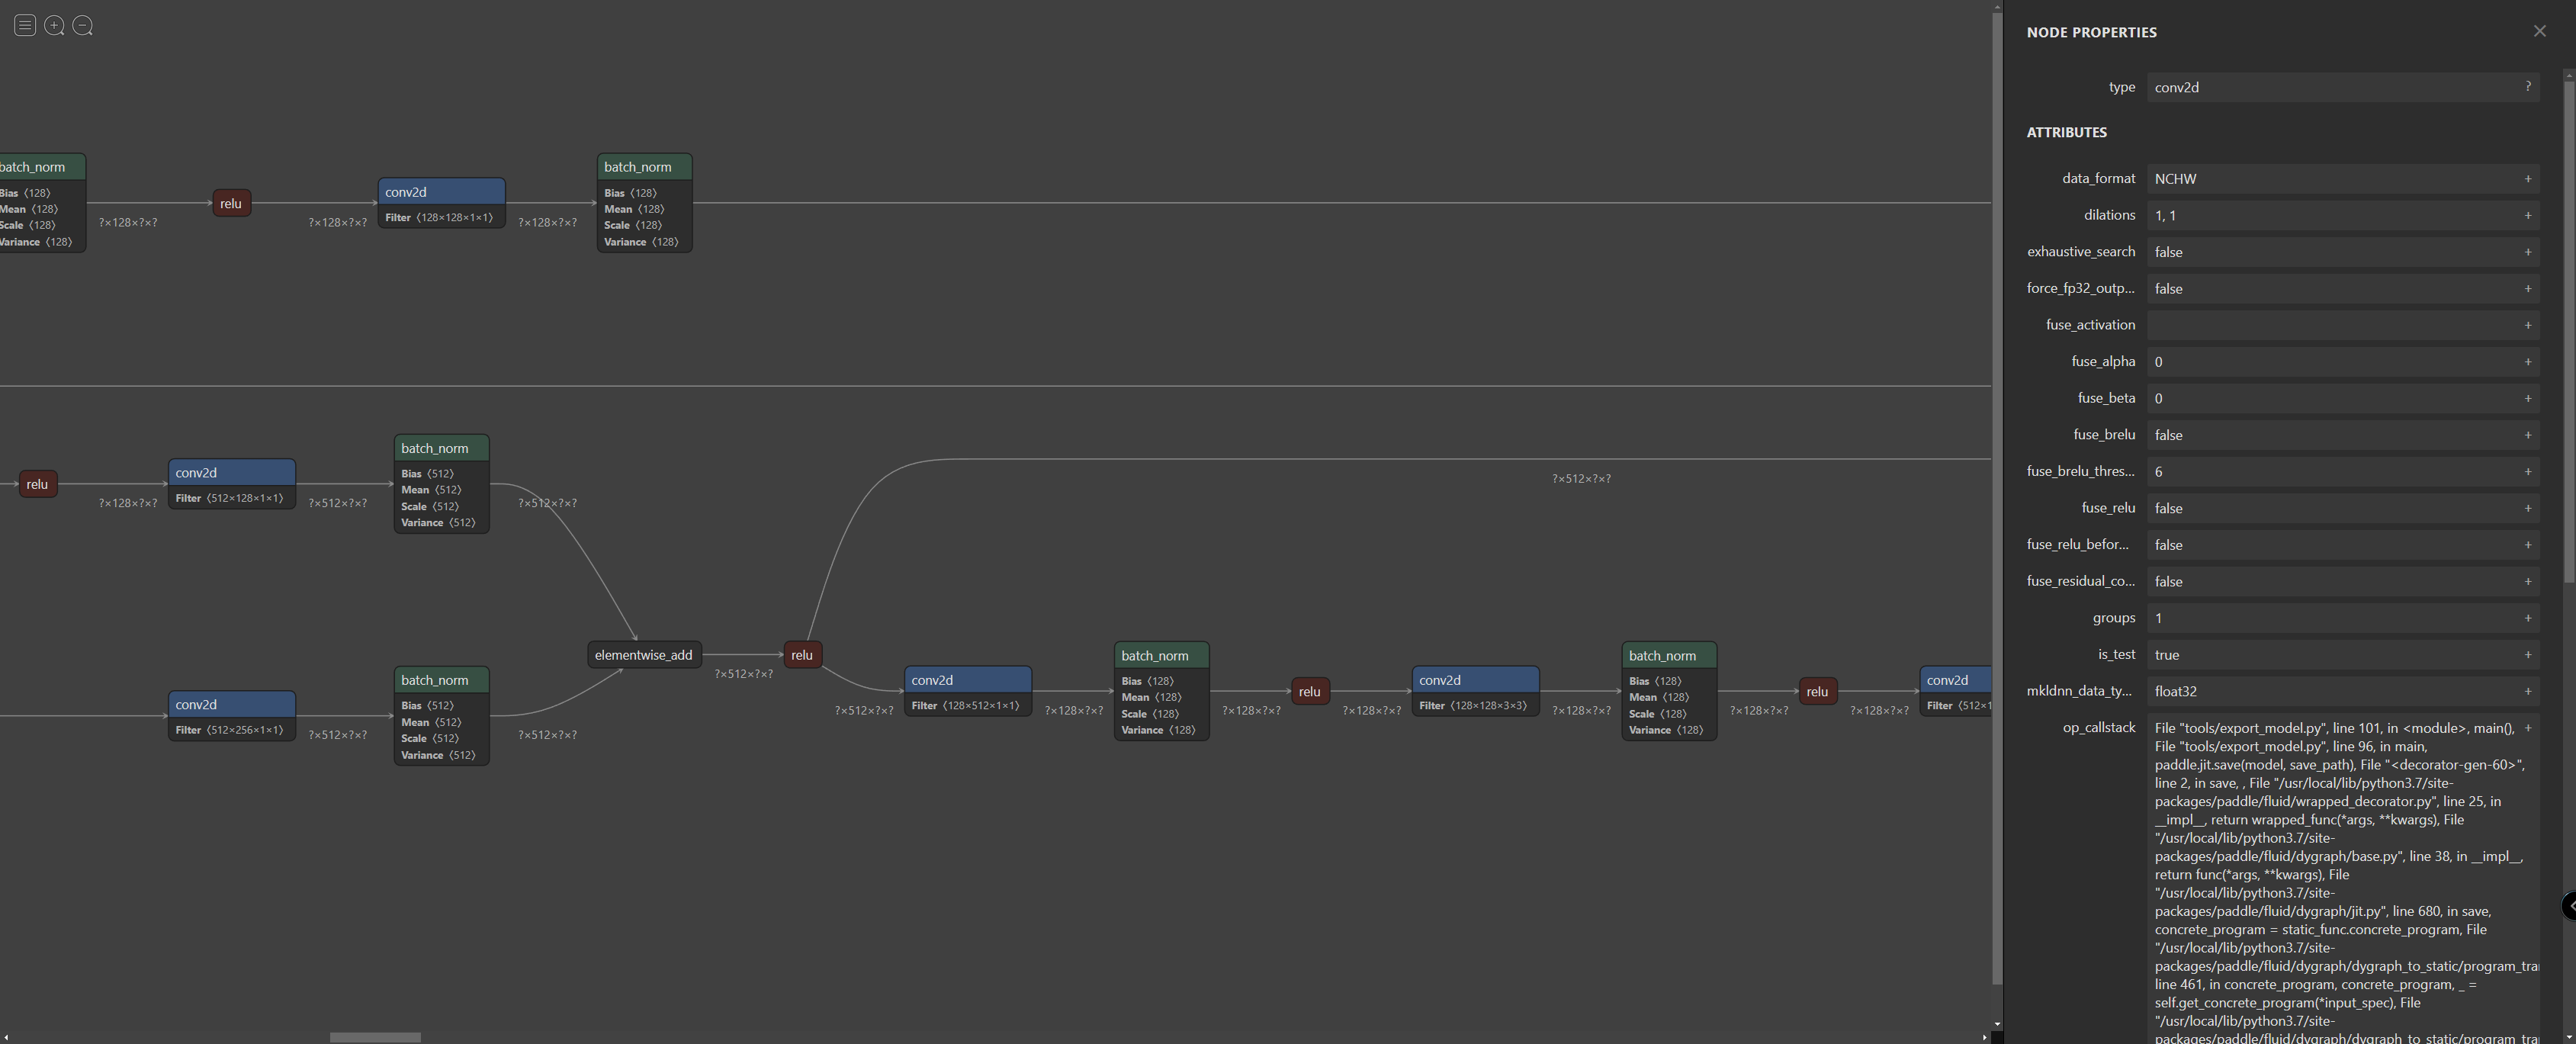 batch_norm
Bias 〈128〉
Mean 〈128〉
Scale 〈128〉
Variance 〈128〉
?×128×?×?
relu
?×128×?×?
conv2d
Filter 〈128×128×1×1〉
?×128×?×?
batch_norm
Bias 〈128〉
Mean 〈128〉
Scale 〈128〉
Variance 〈128〉
relu
?×128×?×?
conv2d
Filter 〈512×128×1×1〉
?×512×?×?
batch_norm
Bias 〈512〉
Mean 〈512〉
Scale 〈512〉
Variance 〈512〉
?×512×?×?
?×512×?×?
conv2d
Filter 〈512×256×1×1〉
?×512×?×?
batch_norm
Bias 〈512〉
Mean 〈512〉
Scale 〈512〉
Variance 〈512〉
?×512×?×?
elementwise_add
?×512×?×?
relu
?×512×?×?
conv2d
Filter 〈128×512×1×1〉
?×128×?×?
batch_norm
Bias 〈128〉
Mean 〈128〉
Scale 〈128〉
Variance 〈128〉
?×128×?×?
relu
?×128×?×?
conv2d
Filter 〈128×128×3×3〉
?×128×?×?
batch_norm
Bias 〈128〉
Mean 〈128〉
Scale 〈128〉
Variance 〈128〉
?×128×?×?
relu
?×128×?×?
conv2d
Filter 〈512×1
NODE PROPERTIES
type conv2d ?
ATTRIBUTES
data_format NCHW +
dilations 1, 1 +
exhaustive_search false +
force_fp32_outp... false +
fuse_activation +
fuse_alpha 0 +
fuse_beta 0 +
fuse_brelu false +
fuse_brelu_thres... 6 +
fuse_relu false +
fuse_relu_befor... false +
fuse_residual_co... false +
groups 1 +
is_test true +
mkldnn_data_ty... float32 +
op_callstack File "tools/export_model.py", line 101, in <module>, main(), +
File "tools/export_model.py", line 96, in main,
paddle.jit.save(model, save_path), File "<decorator-gen-60>",
line 2, in save, , File "/usr/local/lib/python3.7/site-
packages/paddle/fluid/wrapped_decorator.py", line 25, in
__impl__, return wrapped_func(*args, **kwargs), File
"/usr/local/lib/python3.7/site-
packages/paddle/fluid/dygraph/base.py", line 38, in __impl__,
return func(*args, **kwargs), File
"/usr/local/lib/python3.7/site-
packages/paddle/fluid/dygraph/jit.py", line 680, in save,
concrete_program = static_func.concrete_program, File
"/usr/local/lib/python3.7/site-
packages/paddle/fluid/dygraph/dygraph_to_static/program_tra
line 461, in concrete_program, concrete_program, _ =
self.get_concrete_program(*input_spec), File
"/usr/local/lib/python3.7/site-
packages/paddle/fluid/dygraph/dygraph_to_static/program_tra